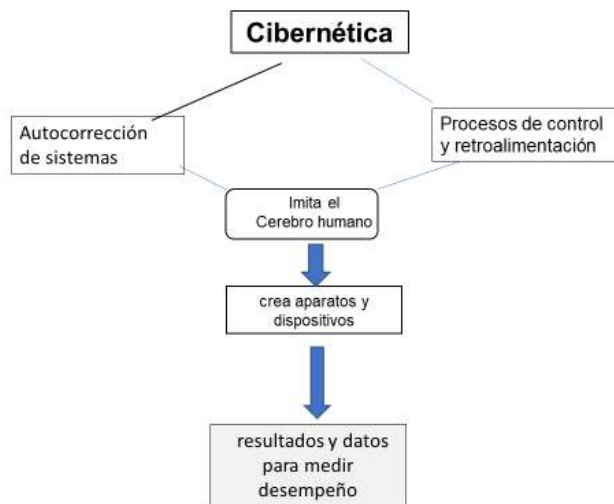 Cibernética
Autocorrección
de sistemas
Procesos de control
y retroalimentación
Imita el
Cerebro humano
crea aparatos y
dispositivos
resultados y datos
para medir
desempeño